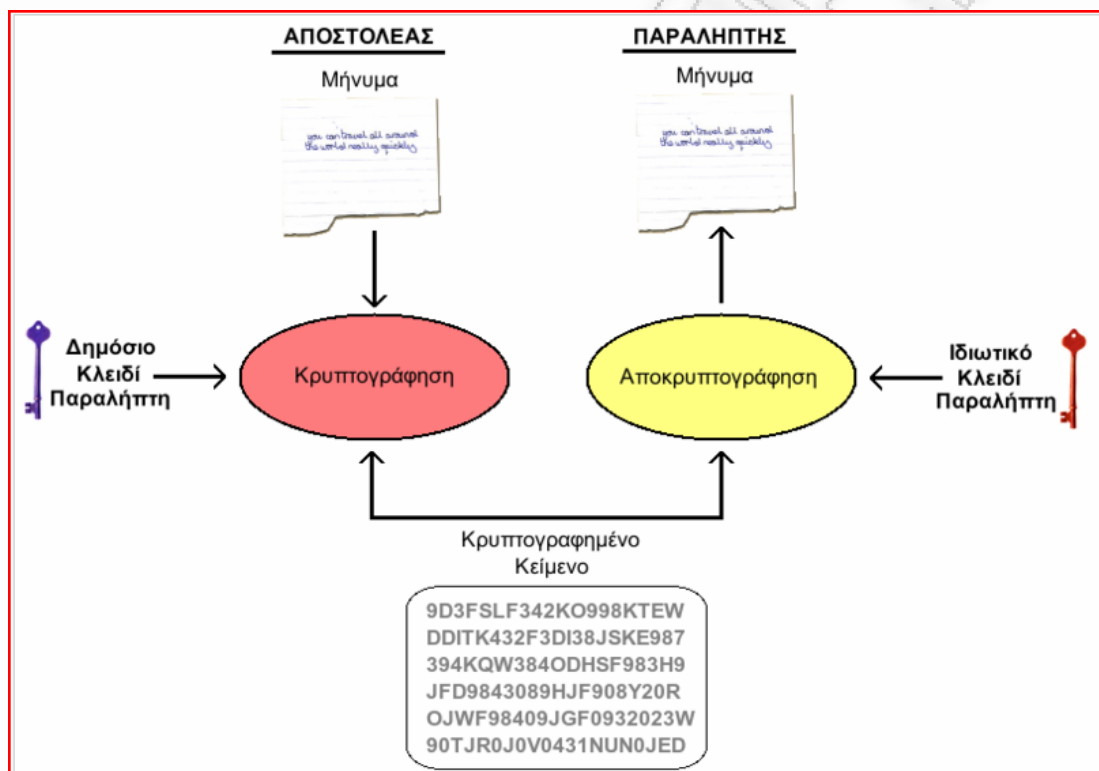 ΑΠΟΣΤΟΛΕΑΣ
Μήνυμα
you can travel all around
the world really quickly
ΠΑΡΑΛΗΠΤΗΣ
Μήνυμα
you can travel all around
the world really quickly
Δημόσιο
Κλειδί
Παραλήπτη
Κρυπτογράφηση
Αποκρυπτογράφηση
Ιδιωτικό
Κλειδί
Παραλήπτη
Κρυπτογραφημένο
Κείμενο
9D3FSLF342KO998KTEW
DDITK432F3DI38JSKE987
394KQW384ODHSF983H9
JFD9843089HJF908Y20R
OJWF98409JGF0932023W
90TJR0J0V0431NUN0JED